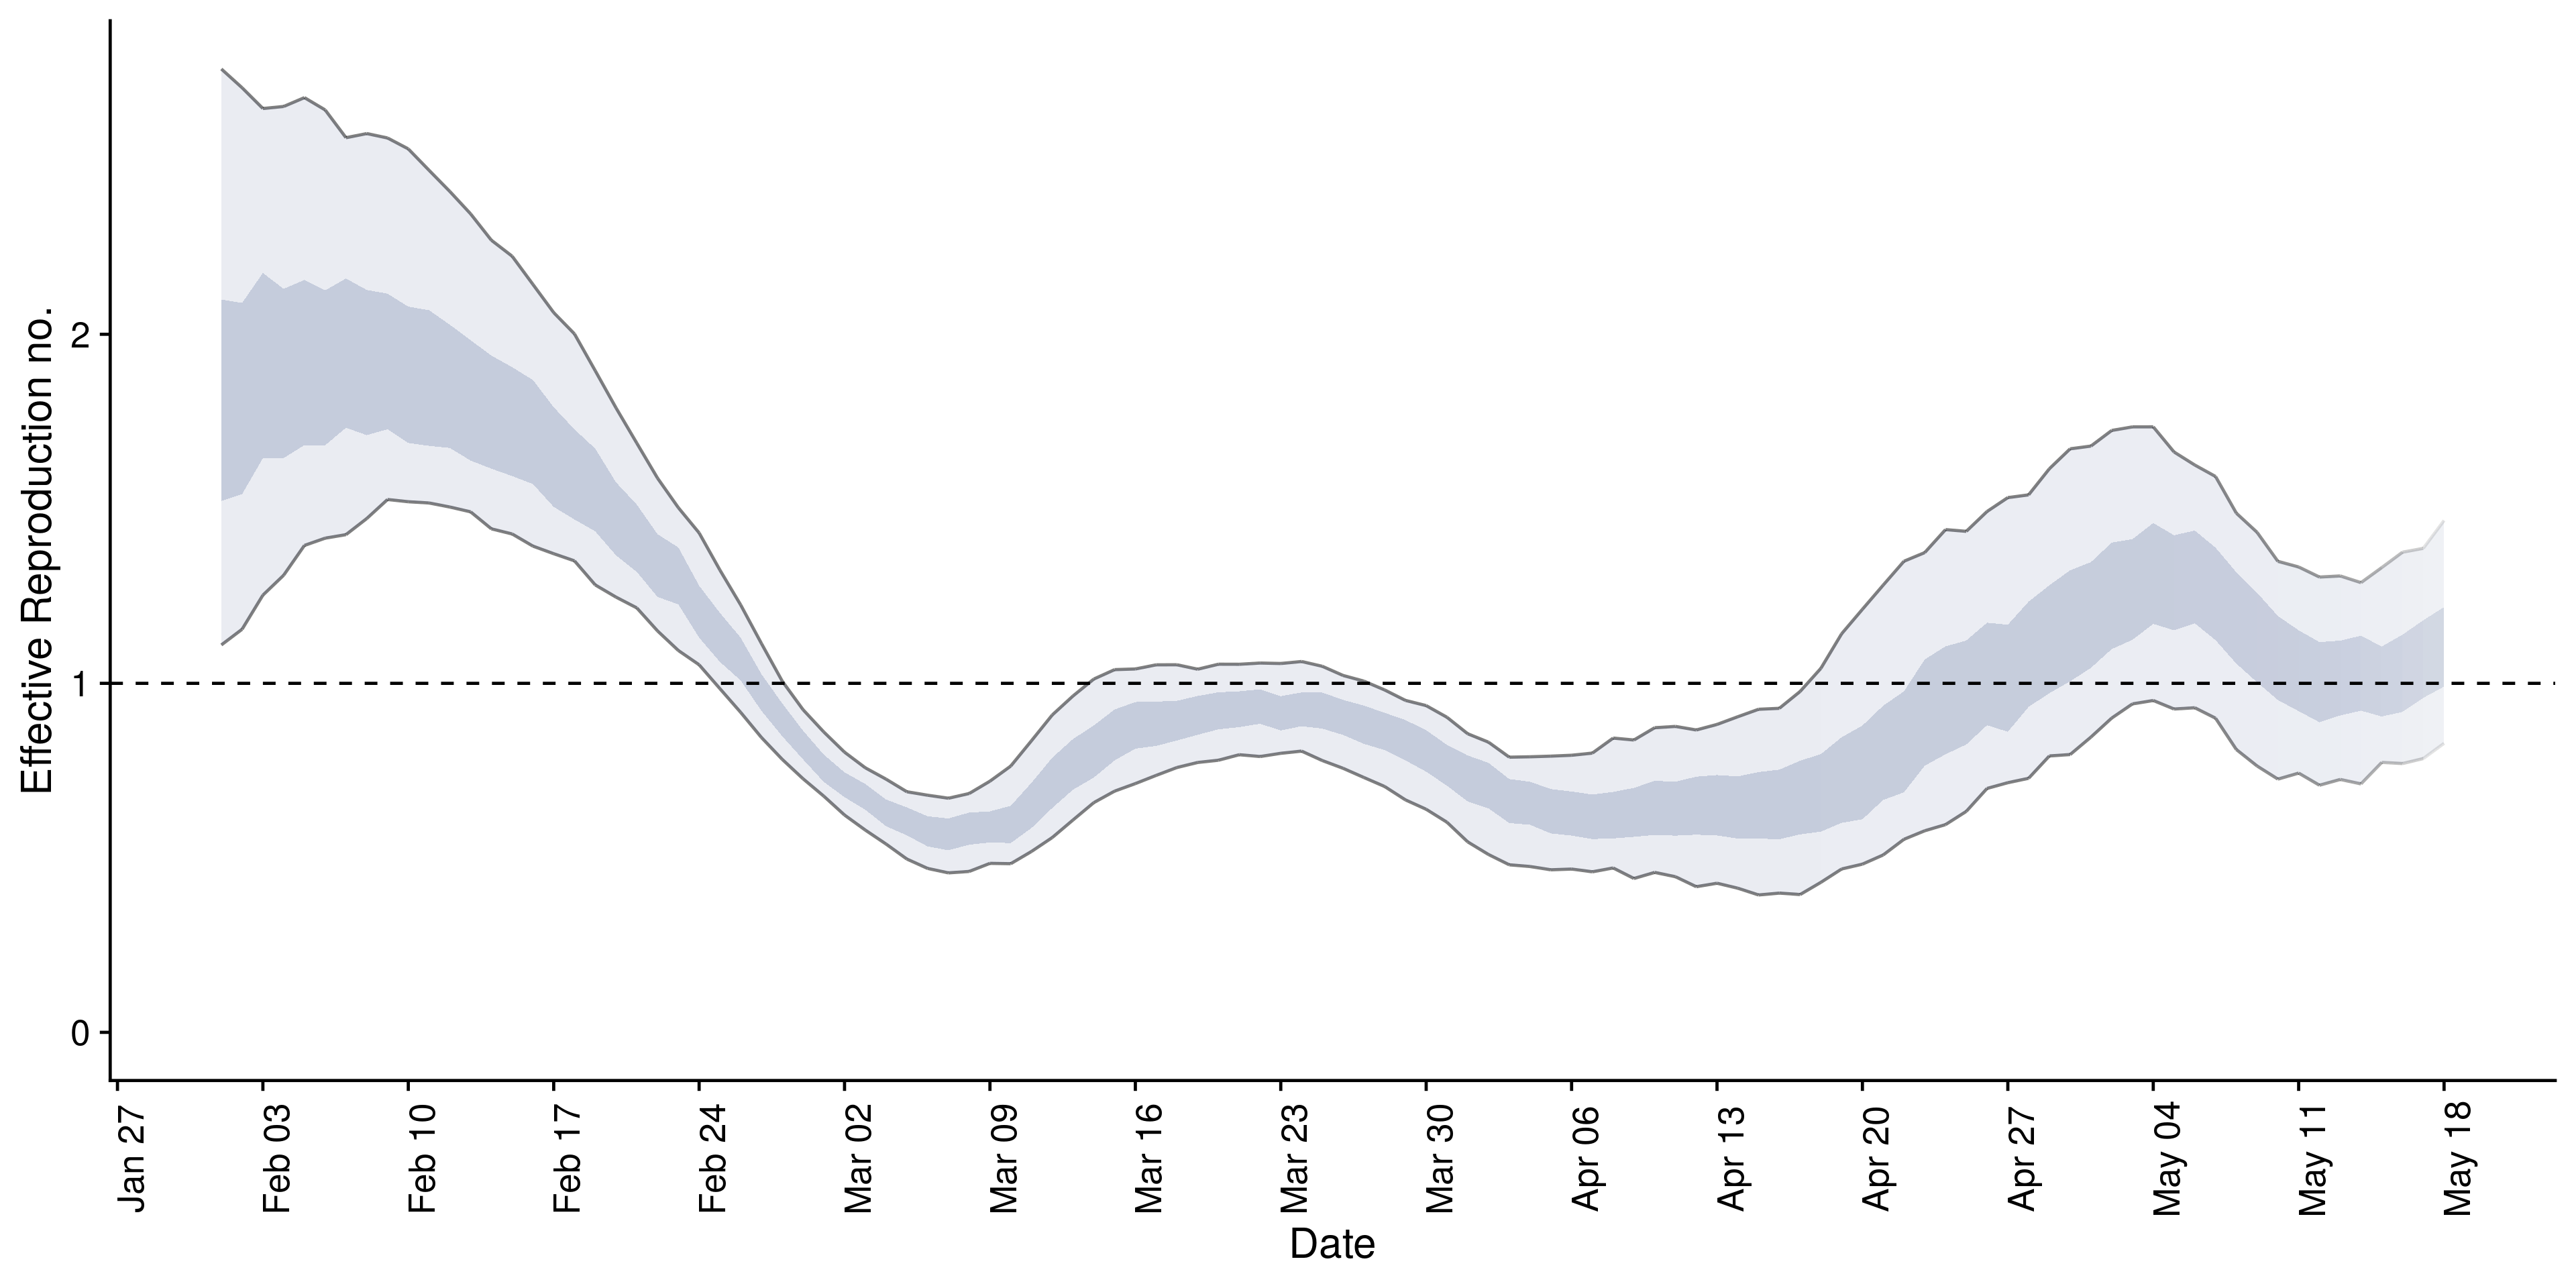 Effective Reproduction no.
2
1
0
Jan 27
Feb 03
Feb 10
Feb 17
Feb 24
Mar 02
Mar 09
Mar 16
Mar 23
Mar 30
Apr 06
Apr 13
Apr 20
Apr 27
May 04
May 11
May 18
Date